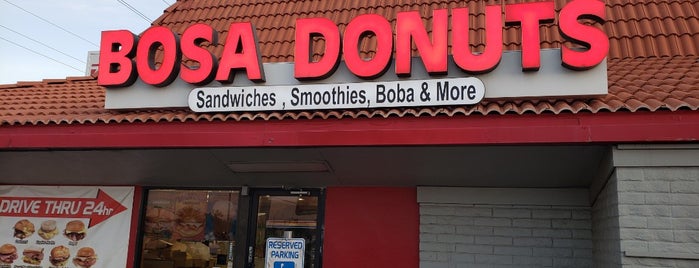 BOSA DONUTS
Sandwiches , Smoothies, Boba & More
DRIVE THRU 24hr
RESERVED
PARKING